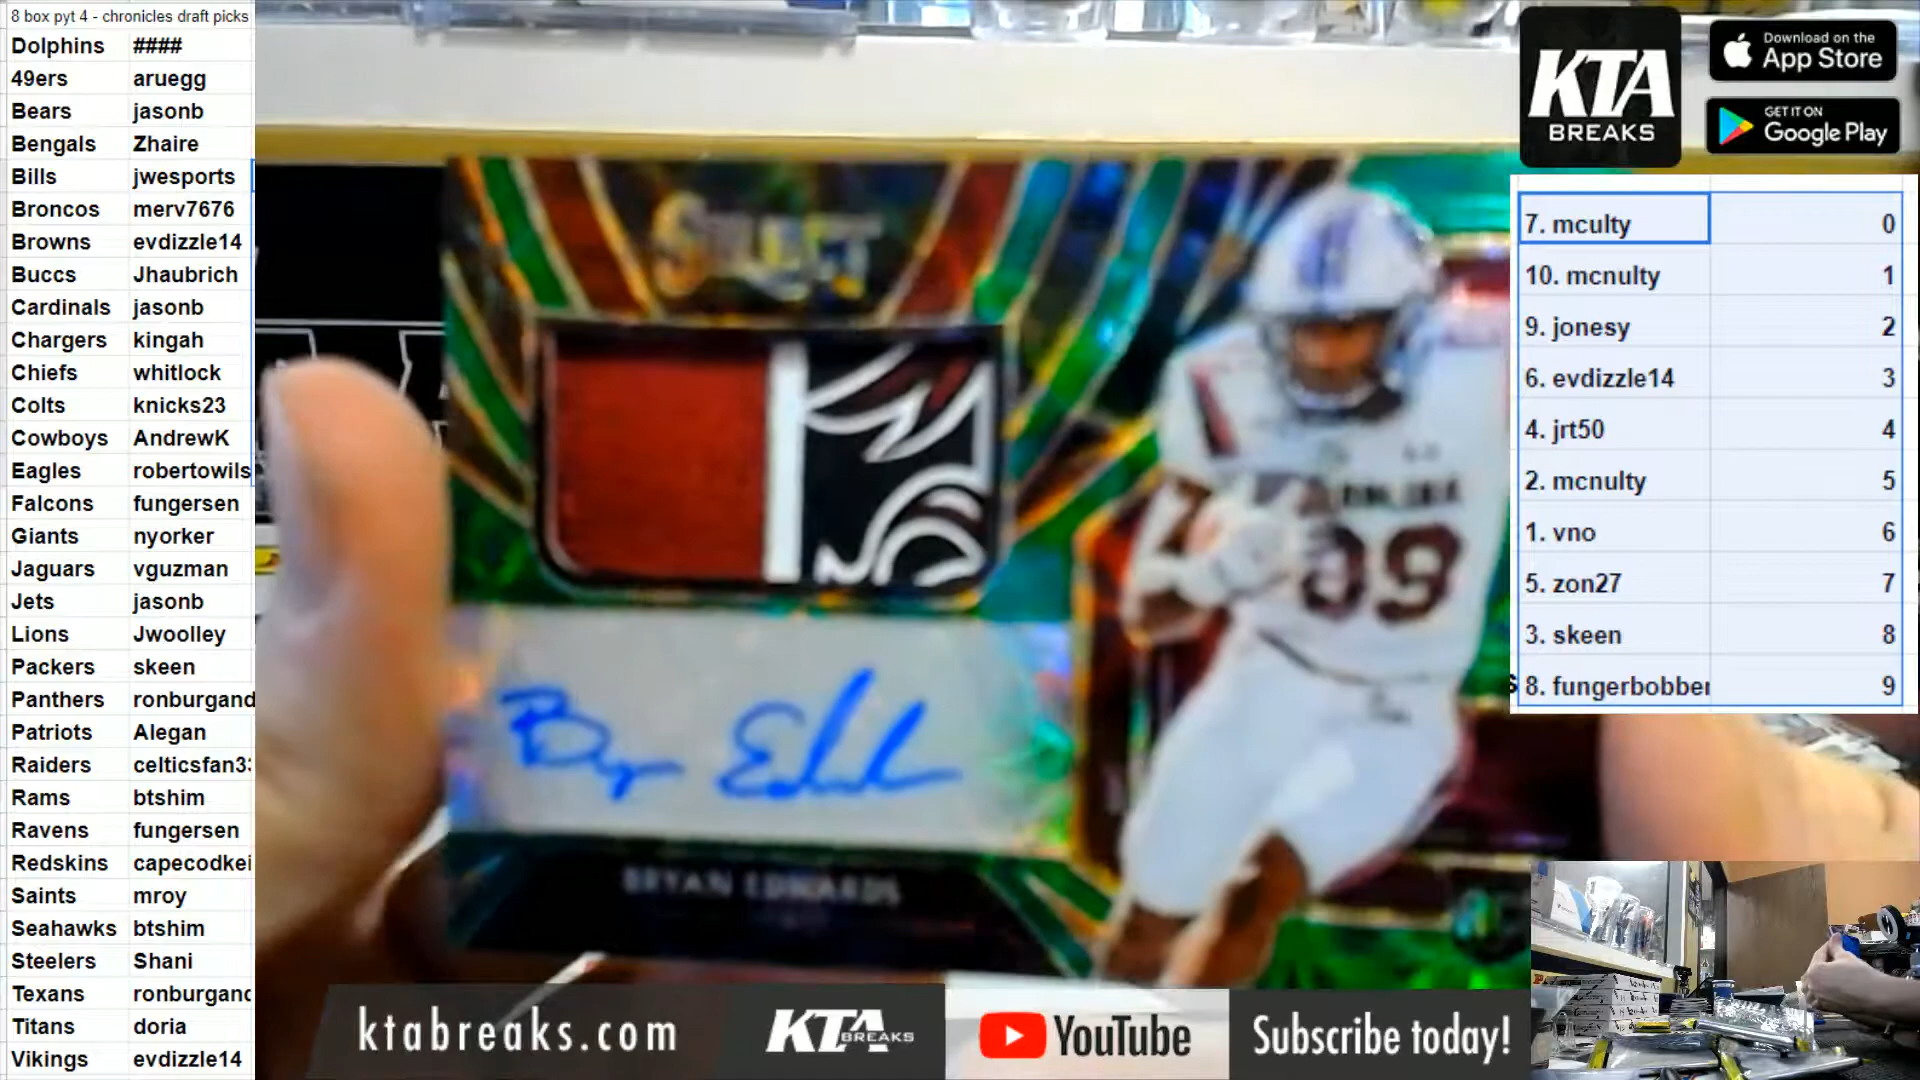 8 box pyt 4 - chronicles draft picks
Dolphins ####
49ers aruegg
Bears jasonb
Bengals Zhaire
Bills jwesports
Broncos merv7676
Browns evdizzle14
Buccs Jhaubrich
Cardinals jasonb
Chargers kingah
Chiefs whitlock
Colts knicks23
Cowboys AndrewK
Eagles robertowils
Falcons fungersen
Giants nyorker
Jaguars vguzman
Jets jasonb
Lions Jwoolley
Packers skeen
Panthers ronburgand
Patriots Alegan
Raiders celticsfan33
Rams btshim
Ravens fungersen
Redskins capecodkei
Saints mroy
Seahawks btshim
Steelers Shani
Texans ronburgand
Titans doria
Vikings evdizzle14
SELECT
89
Bryan Edwards
BRYAN EDWARDS
KTA
BREAKS
Download on the
App Store
GET IT ON
Google Play
7. mculty 0
10. mcnulty 1
9. jonesy 2
6. evdizzle14 3
4. jrt50 4
2. mcnulty 5
1. vno 6
5. zon27 7
3. skeen 8
8. fungerbobber 9
ktabreaks.com
KTA BREAKS
YouTube
Subscribe today!